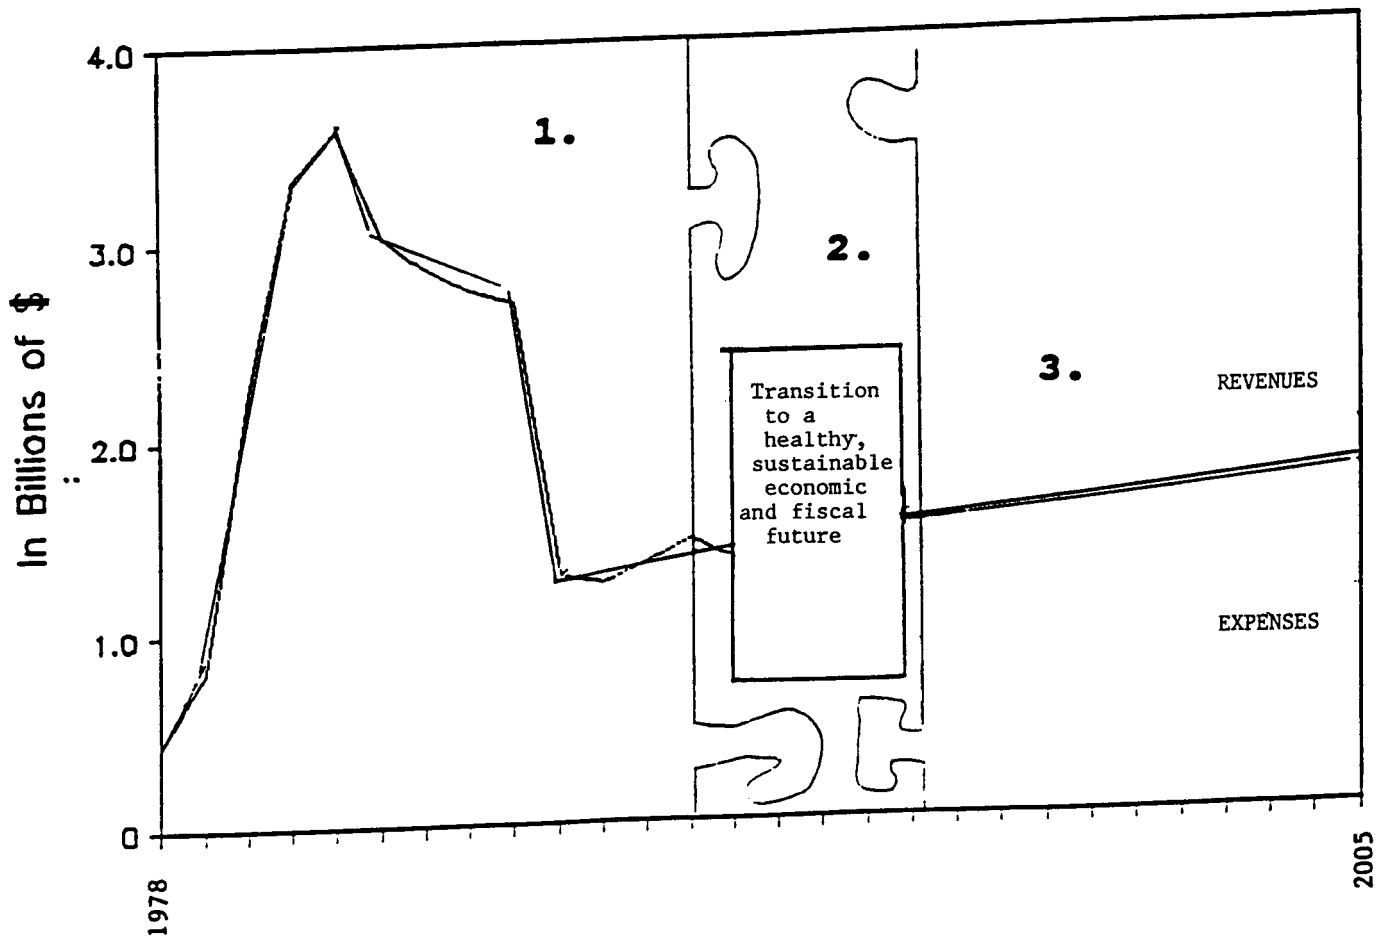 4.0
1.
3.0
2.
In Billions of $
3.
REVENUES
Transition
to a
healthy,
sustainable
economic
and fiscal
future
2.0
1.0
EXPENSES
0
1978
2005